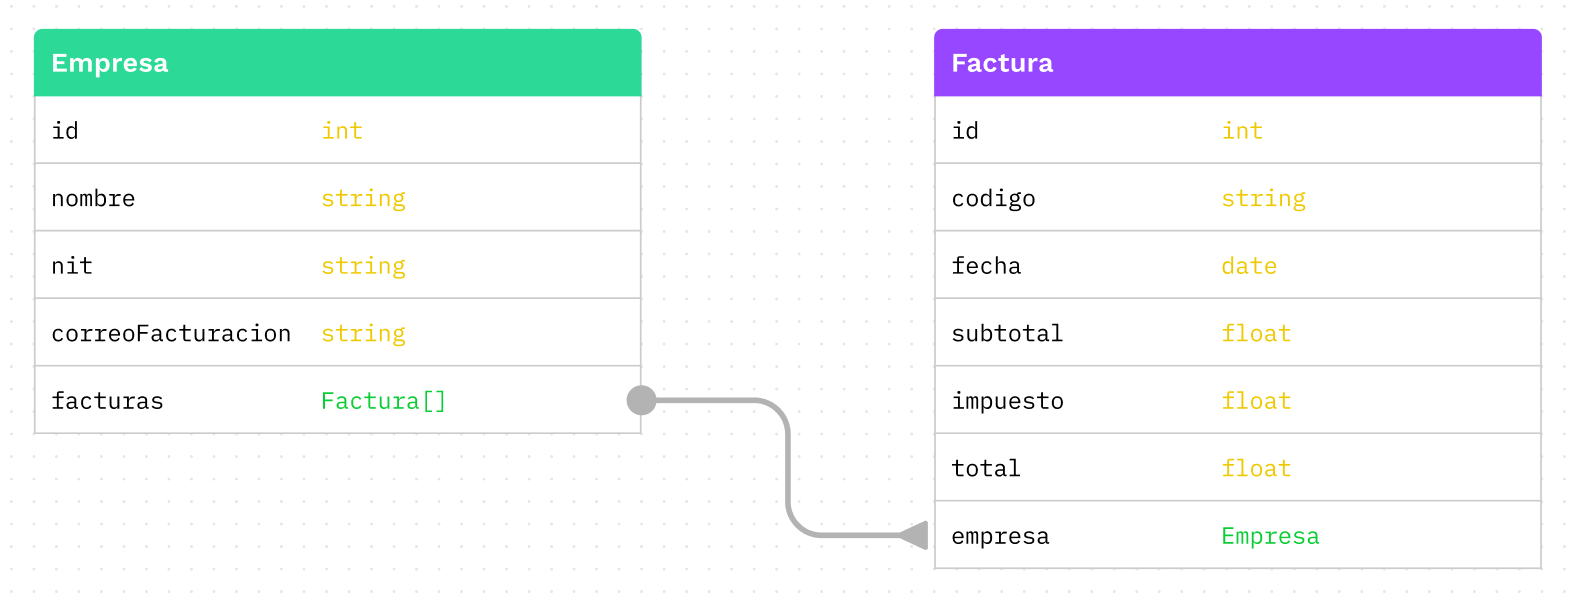 Empresa
id int
nombre string
nit string
correoFacturacion string
facturas Factura[]
Factura
id int
codigo string
fecha date
subtotal float
impuesto float
total float
empresa Empresa